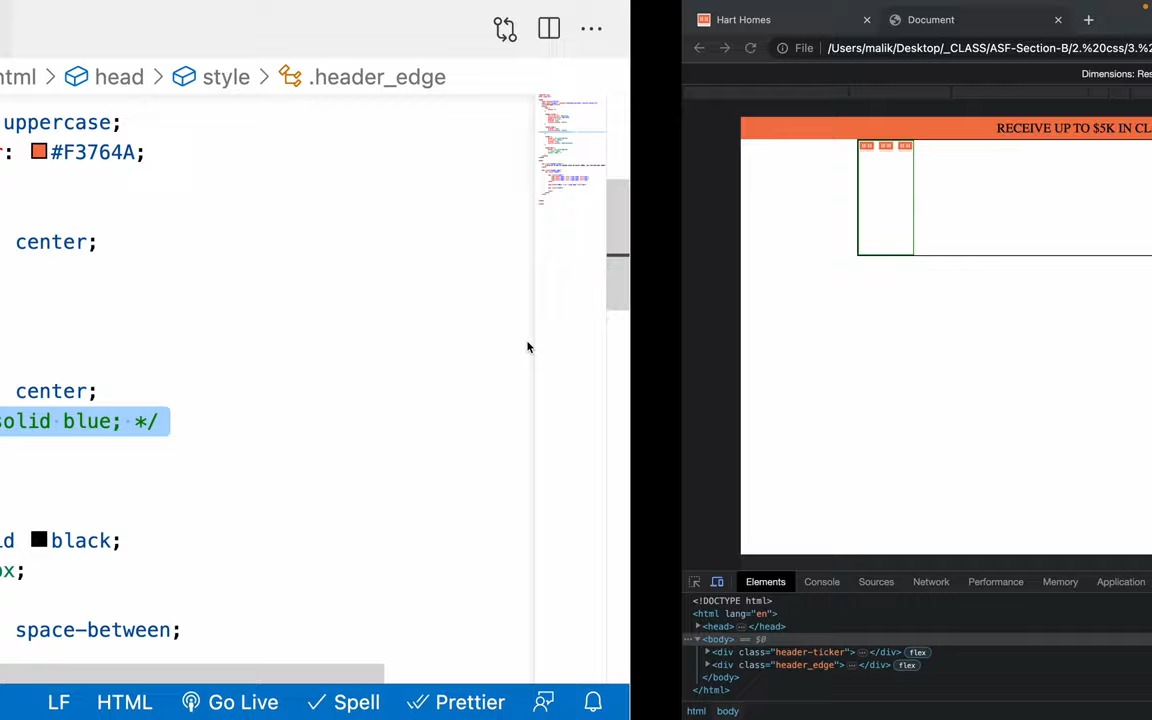 html > head > style > .header_edge
uppercase;
r: #F3764A;
center;
center;
solid blue; */
id black;
ox;
space-between;
LF HTML Go Live Spell Prettier
Hart Homes
Document
File /Users/malik/Desktop/_CLASS/ASF-Section-B/2.%20css/3.%2
Dimensions: Res
RECEIVE UP TO $5K IN CL
Elements Console Sources Network Performance Memory Application
<!DOCTYPE html>
<html lang="en">
<head> … </head>
<body> == $0
<div class="header-ticker"> … </div> flex
<div class="header_edge"> … </div> flex
</body>
</html>
html body